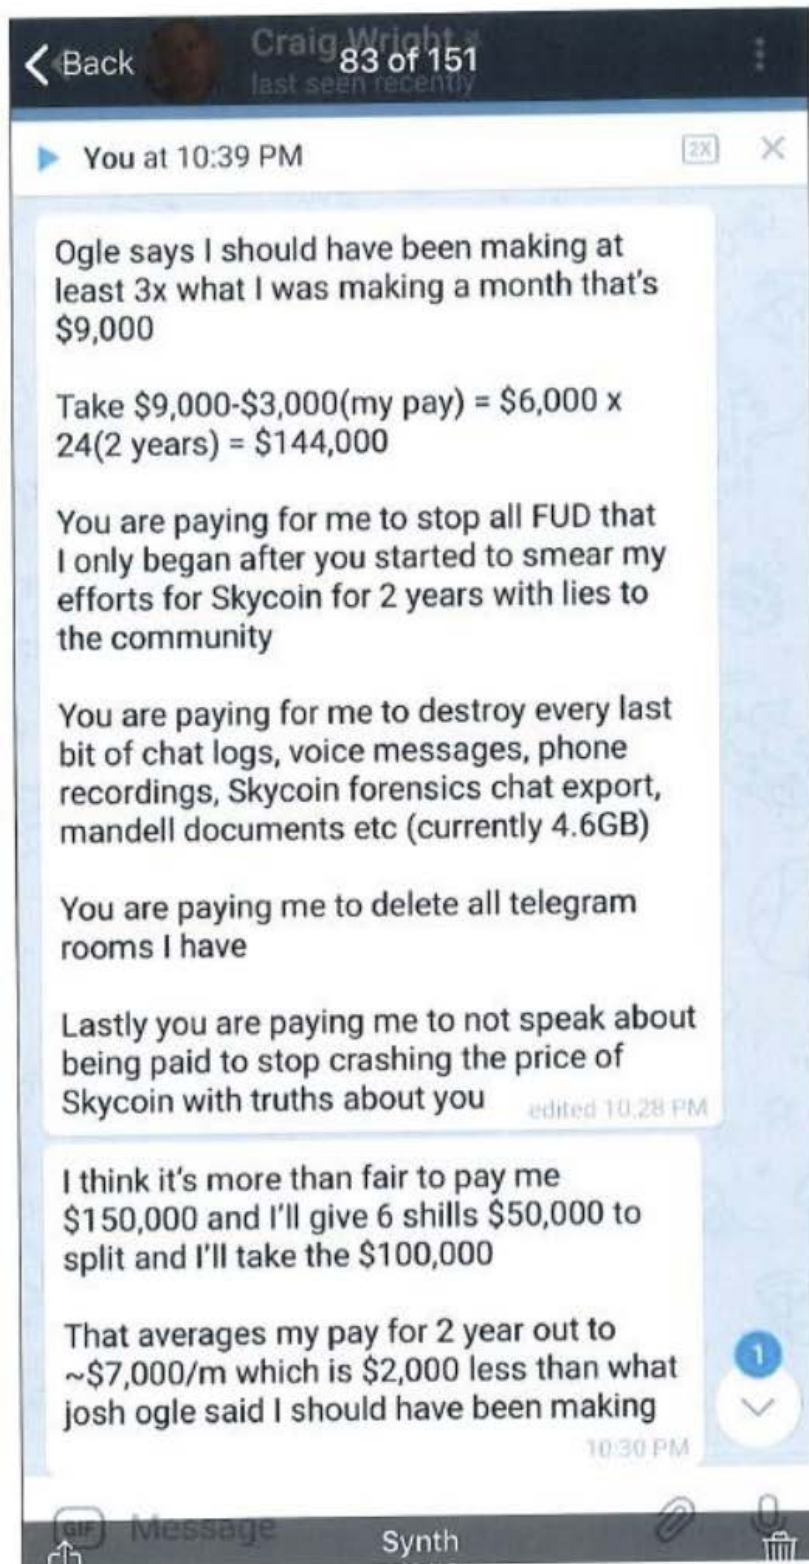 Back
Craig Wright
83 of 151
last seen recently
You at 10:39 PM
2X
Ogle says I should have been making at
least 3x what I was making a month that's
$9,000
Take $9,000-$3,000(my pay) = $6,000 x
24(2 years) = $144,000
You are paying for me to stop all FUD that
I only began after you started to smear my
efforts for Skycoin for 2 years with lies to
the community
You are paying for me to destroy every last
bit of chat logs, voice messages, phone
recordings, Skycoin forensics chat export,
mandell documents etc (currently 4.6GB)
You are paying me to delete all telegram
rooms I have
Lastly you are paying me to not speak about
being paid to stop crashing the price of
Skycoin with truths about you
edited 10:28 PM
I think it's more than fair to pay me
$150,000 and I'll give 6 shills $50,000 to
split and I'll take the $100,000
That averages my pay for 2 year out to
~$7,000/m which is $2,000 less than what
josh ogle said I should have been making
10:30 PM
1
GIF Message
Synth